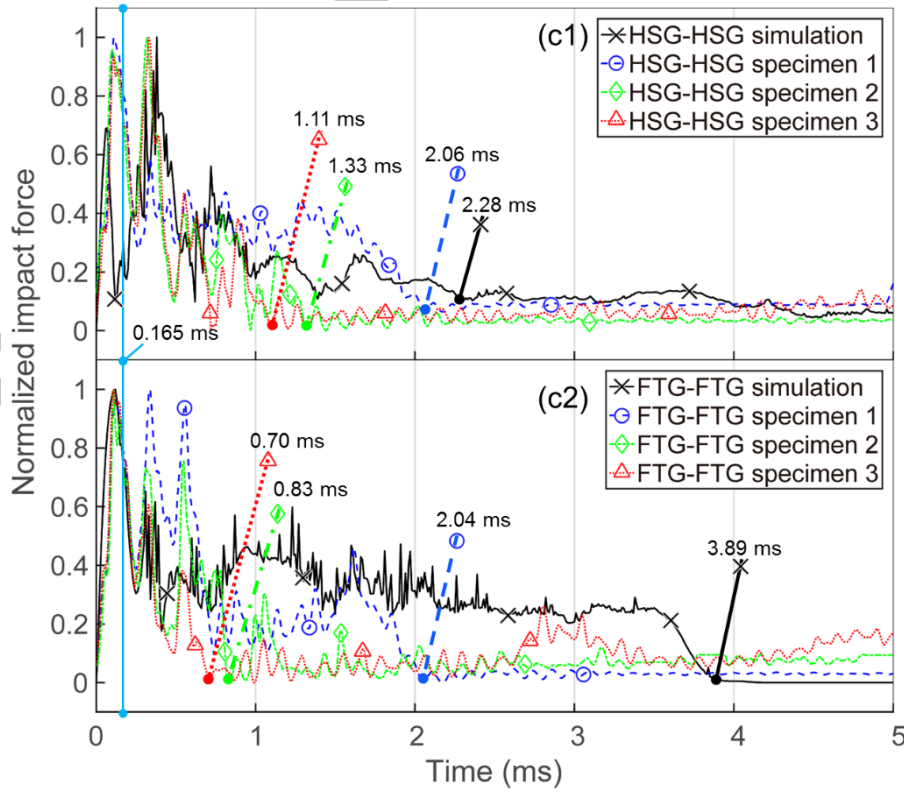 (c1)
HSG-HSG simulation
HSG-HSG specimen 1
HSG-HSG specimen 2
HSG-HSG specimen 3
1.11 ms
1.33 ms
2.06 ms
2.28 ms
0.165 ms
1
0.8
0.6
0.4
0.2
0
Normalized impact force
(c2)
FTG-FTG simulation
FTG-FTG specimen 1
FTG-FTG specimen 2
FTG-FTG specimen 3
0.70 ms
0.83 ms
2.04 ms
3.89 ms
1
0.8
0.6
0.4
0.2
0
0 1 2 3 4 5
Time (ms)